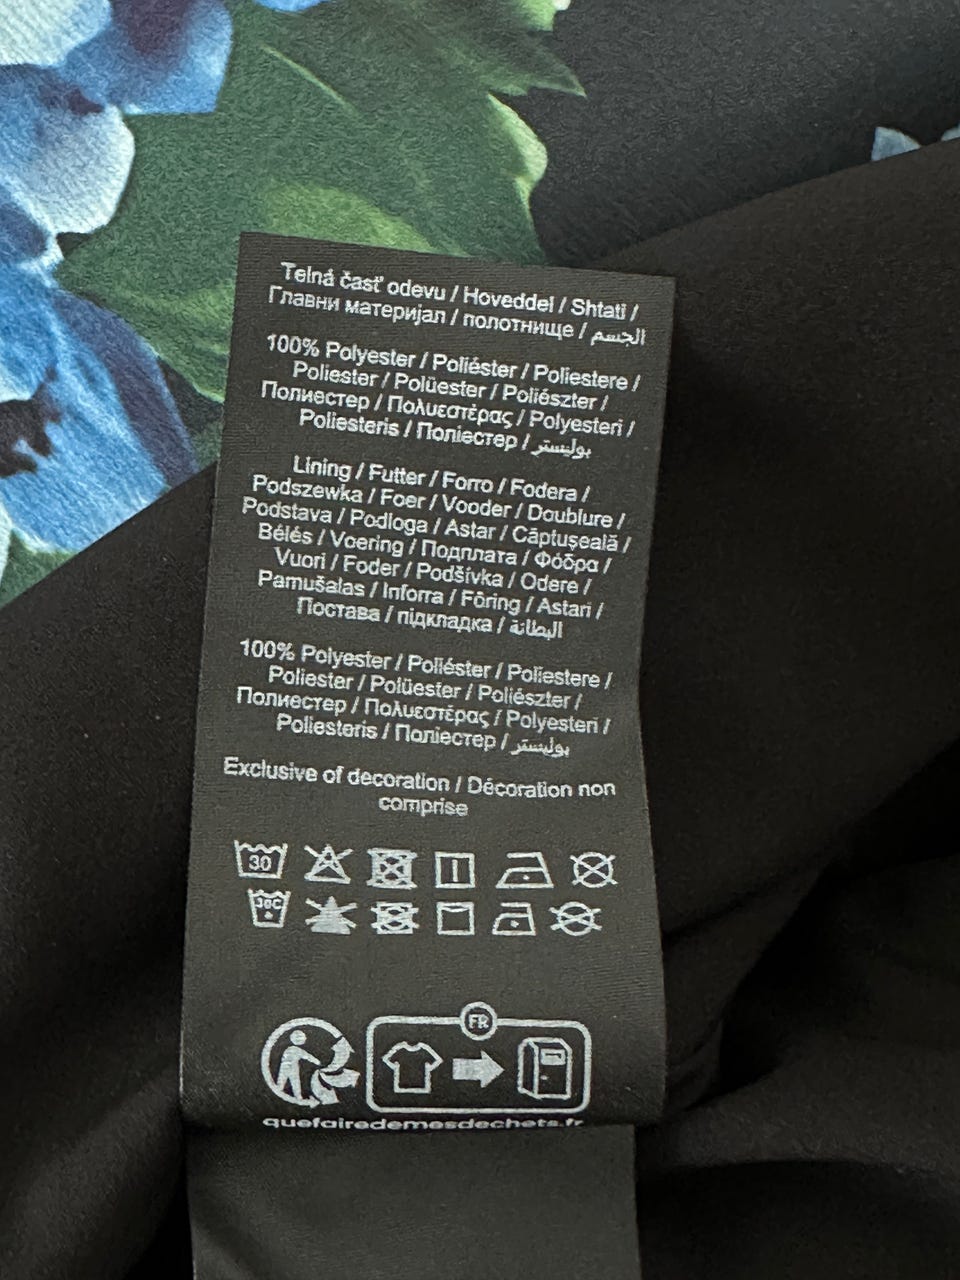 Telná časť odevu / Hoveddel / Shtati /
Главни материјал / полотнище / الجسم
100% Polyester / Poliéster / Poliestere /
Poliester / Polüester / Poliészter /
Полиестер / Πολυεστέρας / Polyesteri /
Poliesteris / Поліестер / بوليستر
Lining / Futter / Forro / Fodera /
Podszewka / Foer / Vooder / Doublure /
Podstava / Podloga / Astar / Căptușeală /
Bélés / Voering / Подплата / Φόδρα /
Vuori / Foder / Podšívka / Odere /
Pamušalas / Inforra / Fôring / Astari /
Постава / підкладка / البطانة
100% Polyester / Poliéster / Poliestere /
Poliester / Polüester / Poliészter /
Полиестер / Πολυεστέρας / Polyesteri /
Poliesteris / Поліестер / بوليستر
Exclusive of decoration / Décoration non
comprise
30
30C
FR
quefairedemesdechets.fr